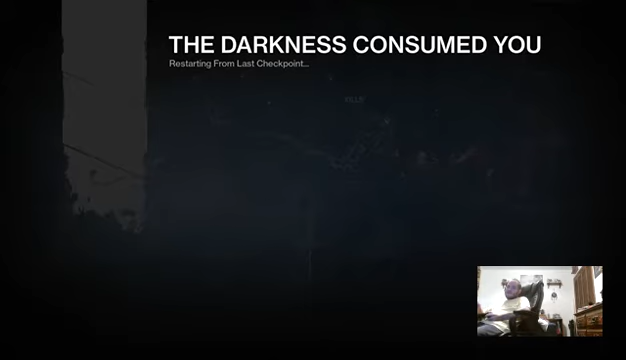 THE DARKNESS CONSUMED YOU
Restarting From Last Checkpoint...